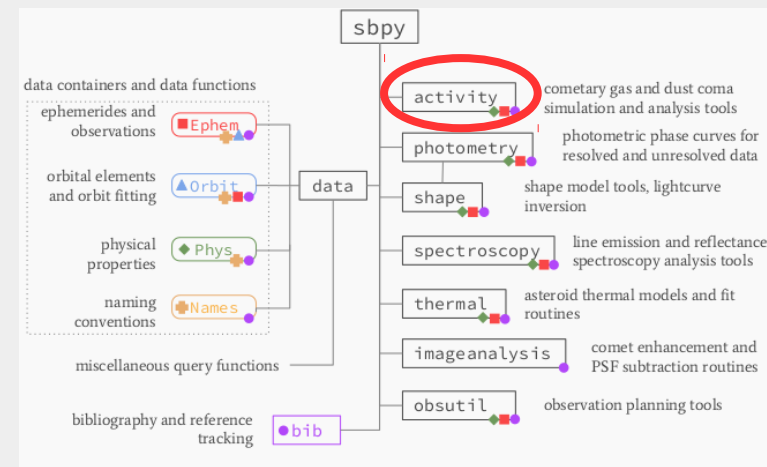 sbpy
data containers and data functions
ephemerides and
observations
Ephem
orbital elements
and orbit fitting
Orbit
physical
properties
Phys
naming
conventions
Names
miscellaneous query functions
bibliography and reference
tracking
bib
data
activity
cometary gas and dust coma
simulation and analysis tools
photometry
photometric phase curves for
resolved and unresolved data
shape
shape model tools, lightcurve
inversion
spectroscopy
line emission and reflectance
spectroscopy analysis tools
thermal
asteroid thermal models and fit
routines
imageanalysis
comet enhancement and
PSF subtraction routines
obsutil
observation planning tools